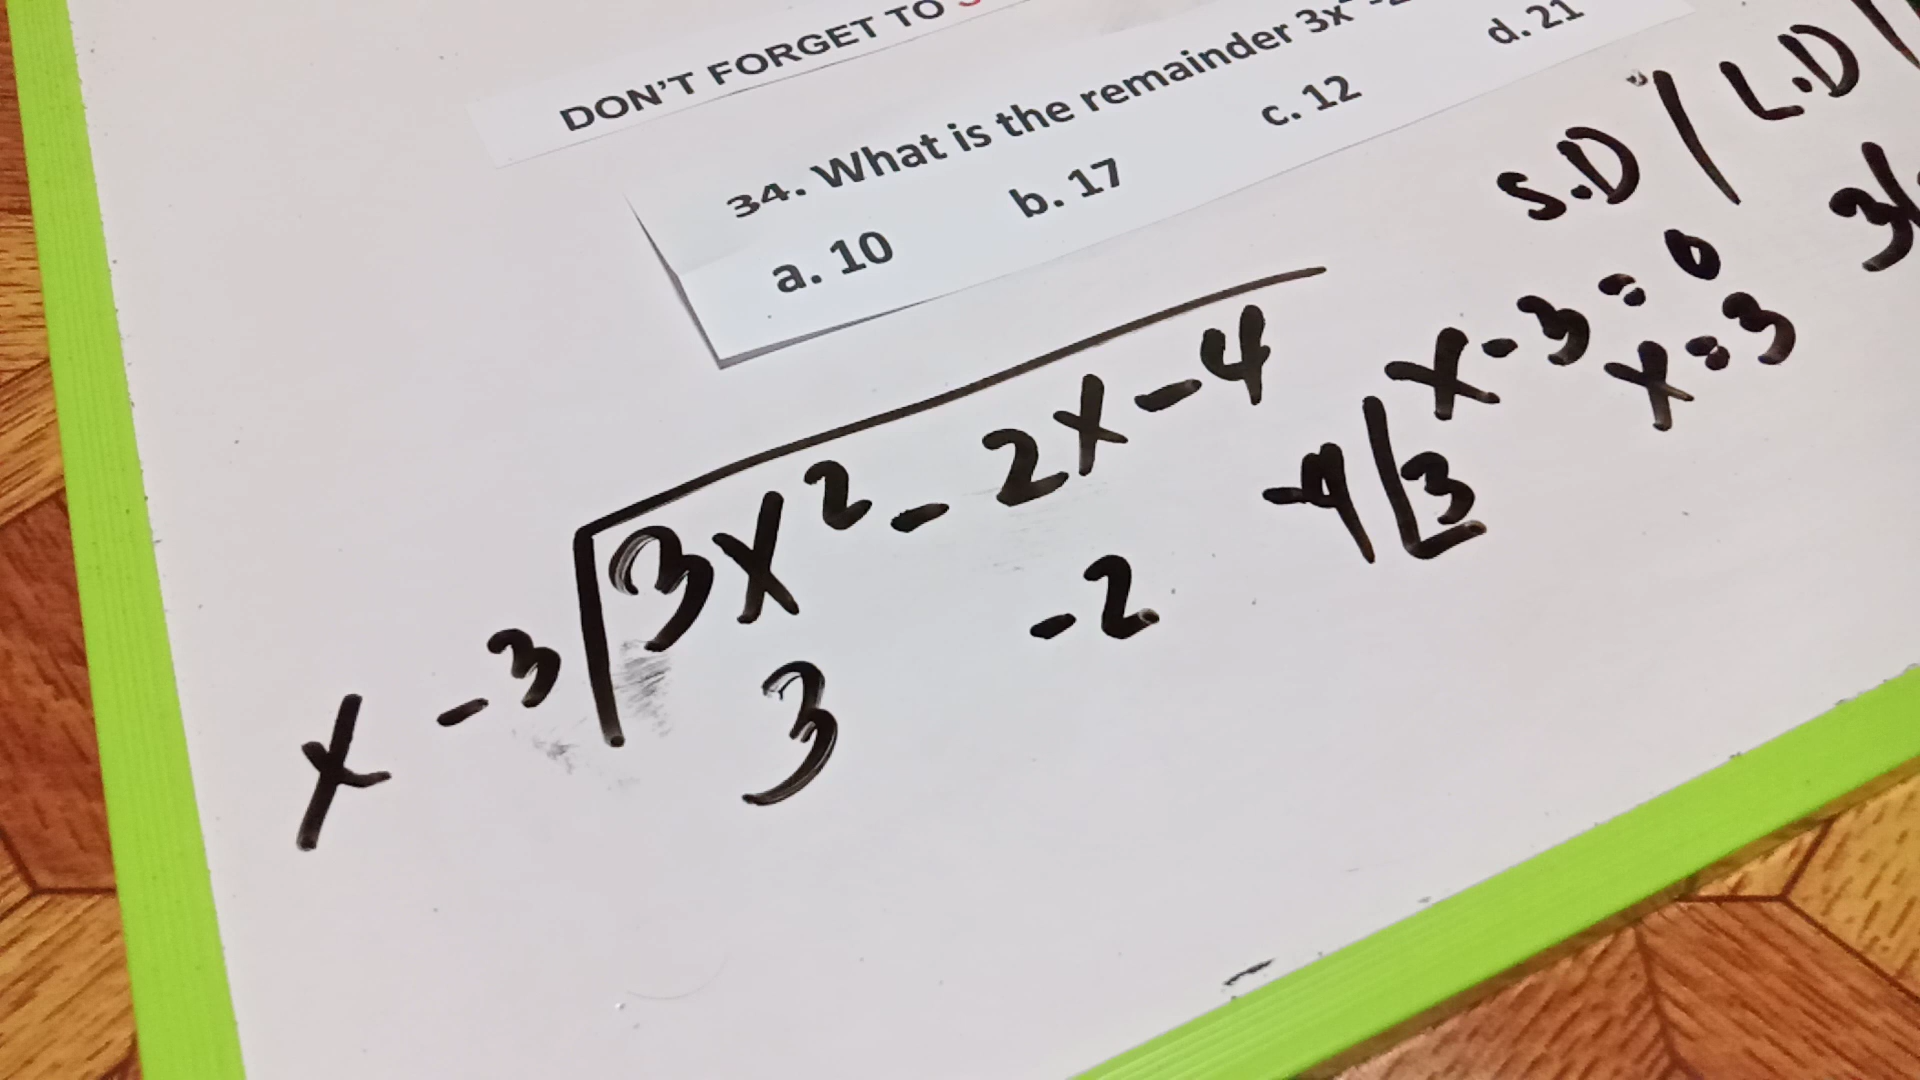 DON'T FORGET TO
34. What is the remainder 3x
a. 10 b. 17 c. 12 d. 21
S.D / L.D /
x - 3 = 0
x = 3
3x² - 2x - 4
x - 3
3 -2 -4 3